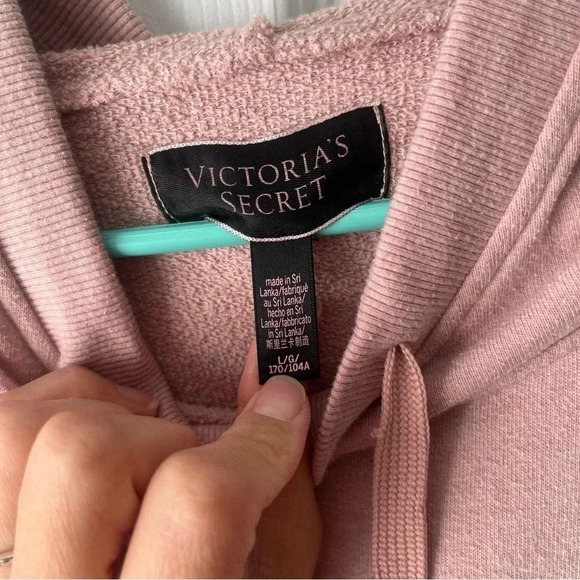 VICTORIA'S
SECRET
made in Sri
Lanka/fabriqué
au Sri Lanka/
hecho en Sri
Lanka/fabbricato
in Sri Lanka/
斯里兰卡制造
L/G/
170/104A